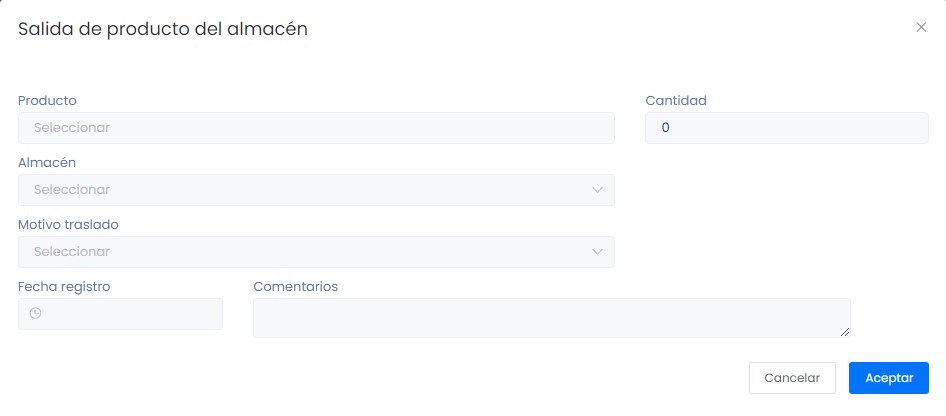 Salida de producto del almacén
Producto
Cantidad
Seleccionar
0
Almacén
Seleccionar
Motivo traslado
Seleccionar
Fecha registro
Comentarios
Cancelar
Aceptar